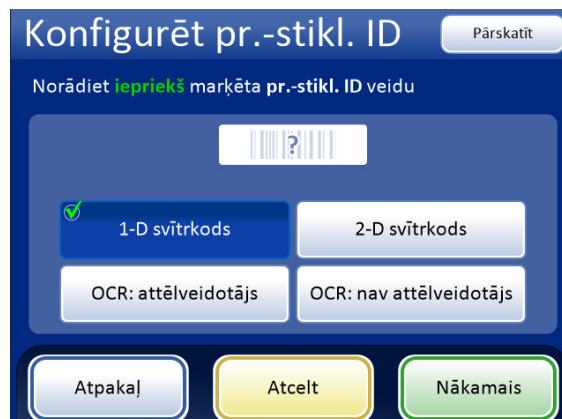 Konfigurēt pr.-stikl. ID
Pārskatīt
Norādiet iepriekš marķēta pr.-stikl. ID veidu
?
1-D svītrkods
2-D svītrkods
OCR: attēlveidotājs
OCR: nav attēlveidotājs
Atpakaļ
Atcelt
Nākamais